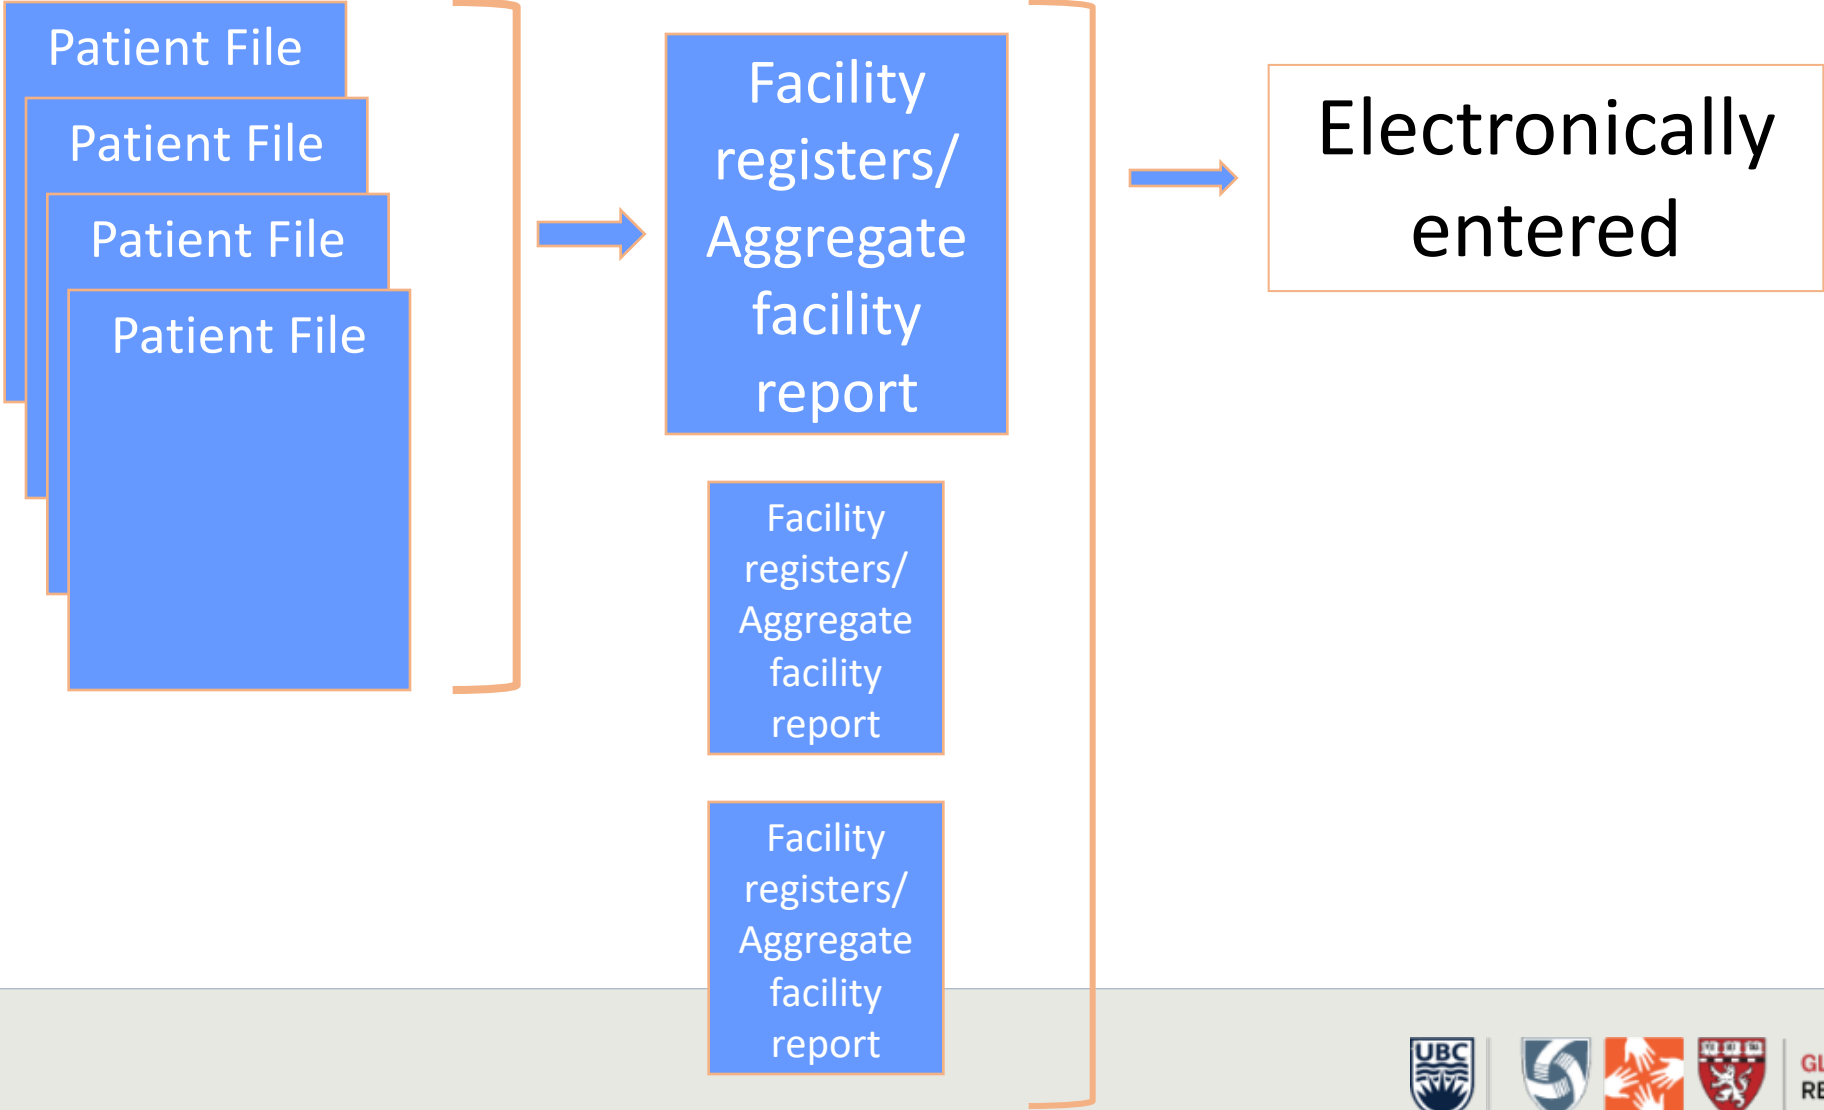 Patient File
Patient File
Patient File
Patient File
Facility
registers/
Aggregate
facility
report
Facility
registers/
Aggregate
facility
report
Facility
registers/
Aggregate
facility
report
Electronically
entered
UBC